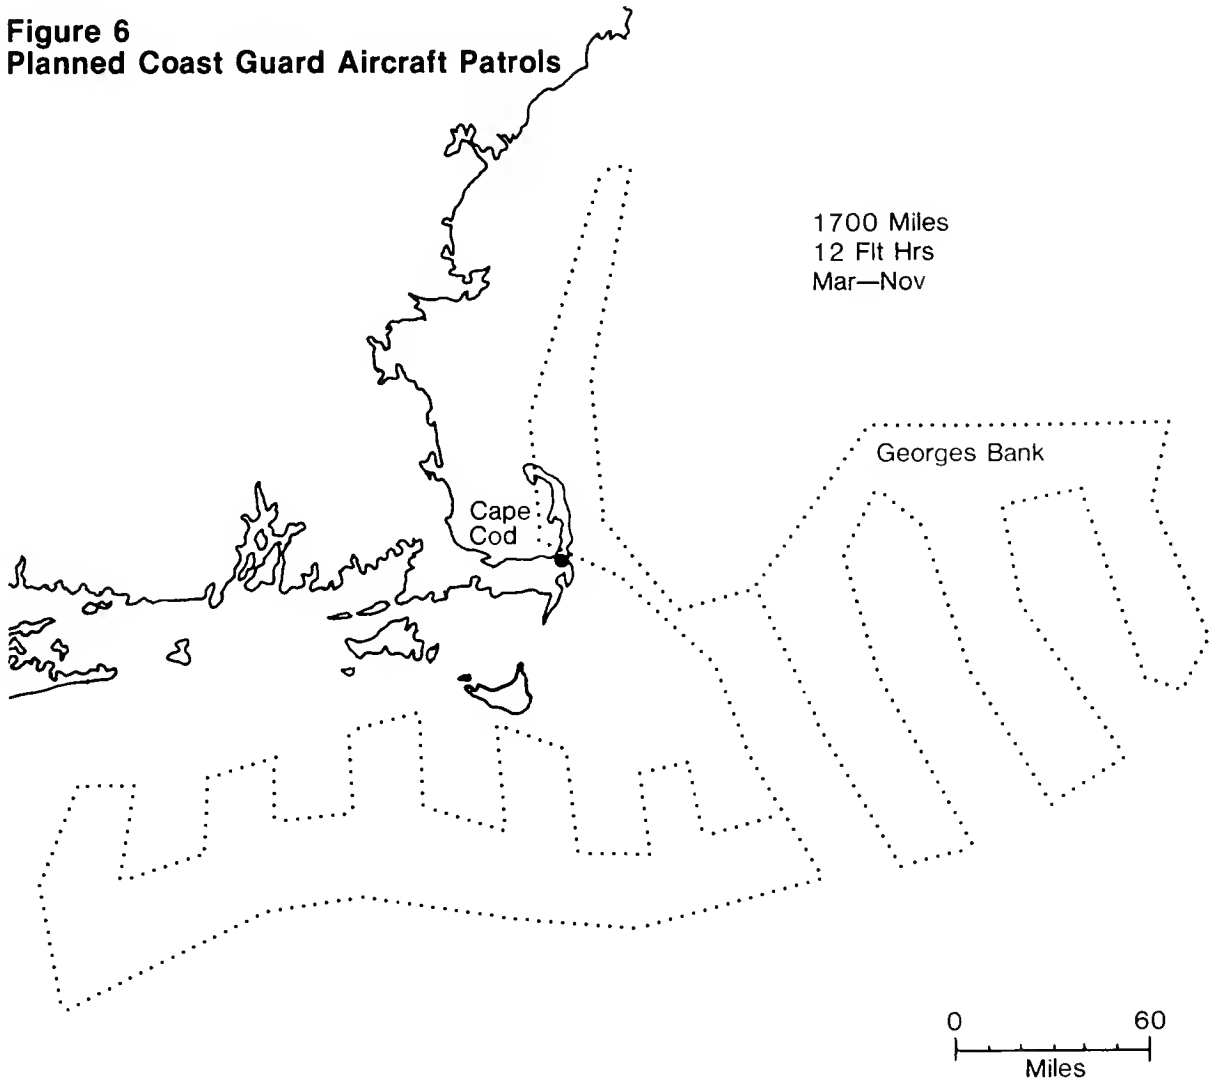 Figure 6
Planned Coast Guard Aircraft Patrols
1700 Miles
12 Flt Hrs
Mar—Nov
Georges Bank
Cape
Cod
0 60
Miles